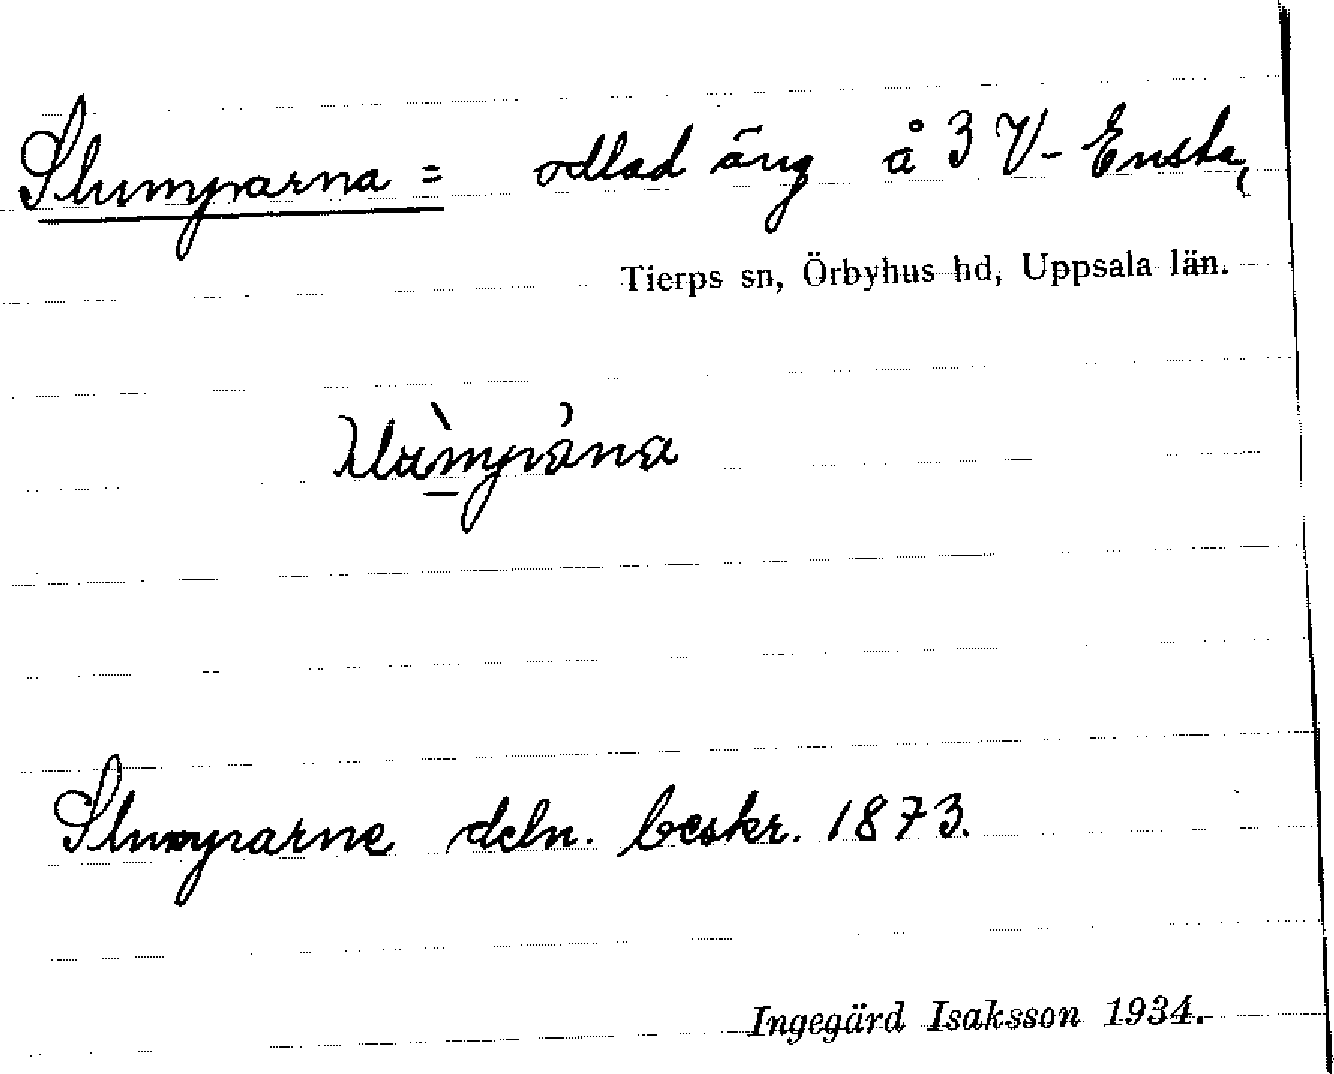 Slumparna = odlad äng å 3 V-Ensta,
Tierps sn, Örbyhus hd, Uppsala län.
Slumparne deln. beskr. 1873.
Ingegärd Isaksson 1934.